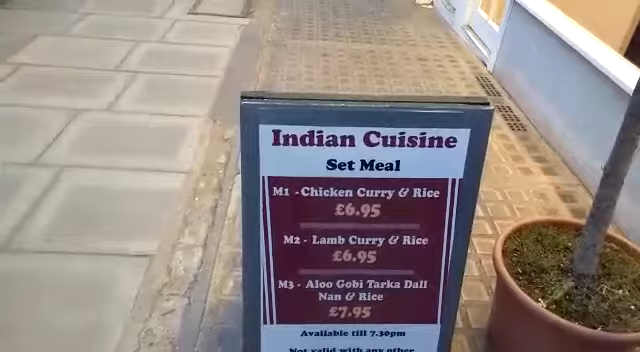 Indian Cuisine
Set Meal
M1 - Chicken Curry & Rice
£6.95
M2 - Lamb Curry & Rice
£6.95
M3 - Aloo Gobi Tarka Dall
Nan & Rice
£7.95
Available till 7.30pm
Not valid with any other